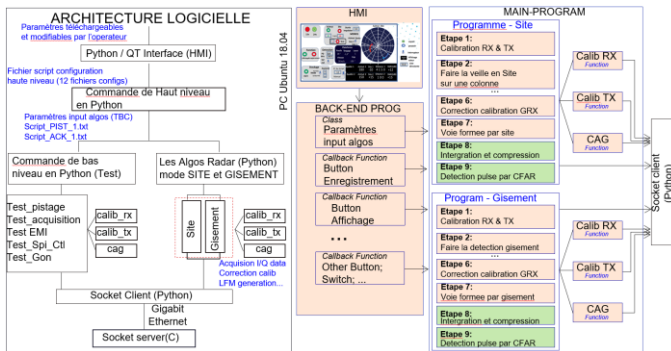 ARCHITECTURE LOGICIELLE
Paramètres téléchargeables
et modifiables par l'operateur
Python / QT Interface (HMI)
Fichier script configuration
haute niveau (12 fichiers configs)
Commande de Haut niveau
en Python
Paramètres input algos (TBC)
Script_PIST_1.txt
Script_ACK_1.txt
Commande de bas
niveau en Python (Test)
Les Algos Radar (Python)
mode SITE et GISEMENT
Test_pistage
Test_acquisition
Test EMI
Test_Spi_Ctl
Test_Gon
calib_rx
calib_tx
cag
Site
Gisement
calib_rx
calib_tx
cag
Acquision I/Q data
Correction calib
LFM generation...
Socket Client (Python)
Gigabit
Ethernet
Socket server(C)
PC Ubuntu 18.04
HMI
BACK-END PROG
Class
Paramètres
input algos
Callback Function
Button
Enregistrement
Callback Function
Button
Affichage
...
Callback Function
Other Button;
Switch; ...
MAIN-PROGRAM
Programme - Site
Etape 1:
Calibration RX & TX
Etape 2:
Faire la veille en Site
sur une colonne
...
Etape 6:
Correction calibration GRX
Etape 7:
Voie formee par site
Etape 8:
Intergration et compression
Etape 9:
Detection pulse par CFAR
Calib RX
Function
Calib TX
Function
CAG
Function
Program - Gisement
Etape 1:
Calibration RX & TX
Etape 2:
Faire la detection gisement
...
Etape 6:
Correction calibration GRX
Etape 7:
Voie formee par gisement
Etape 8:
Intergration et compression
Etape 9:
Detection pulse par CFAR
Calib RX
Function
Calib TX
Function
CAG
Function
Socket client
(Python)